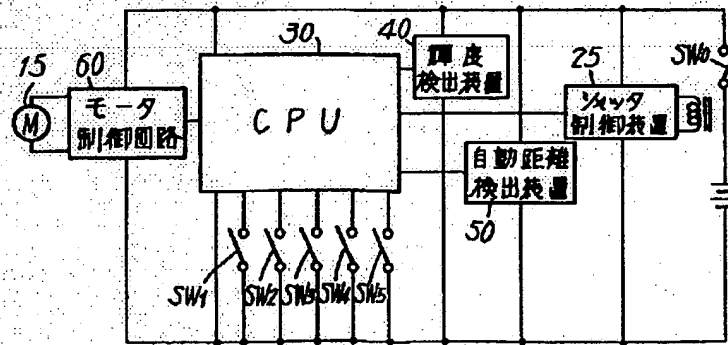 30
40
輝度
検出装置
25
SW0
15
60
M
モータ
制御回路
CPU
シャッタ
制御装置
自動距離
検出装置
50
SW1
SW2
SW3
SW4
SW5